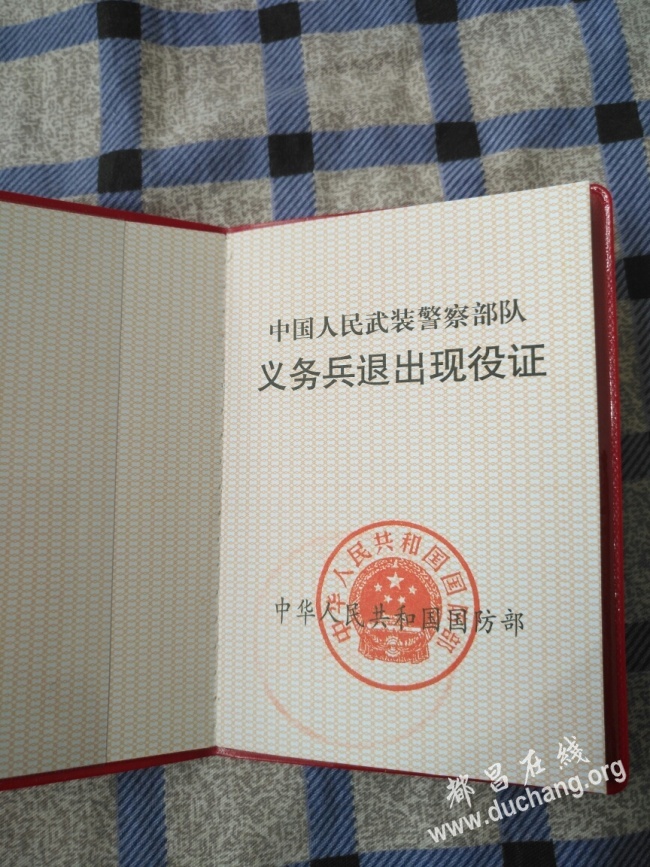 中国人民武装警察部队
义务兵退出现役证
中华人民共和国国防部
中华人民共和国国防部
都昌在线
www.duchang.org